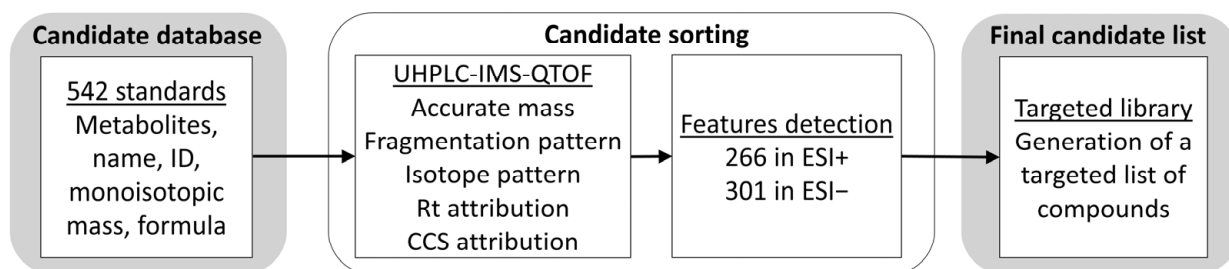 Candidate database
542 standards
Metabolites,
name, ID,
monoisotopic
mass, formula
Candidate sorting
UHPLC-IMS-QTOF
Accurate mass
Fragmentation pattern
Isotope pattern
Rt attribution
CCS attribution
Features detection
266 in ESI+
301 in ESI−
Final candidate list
Targeted library
Generation of a
targeted list of
compounds